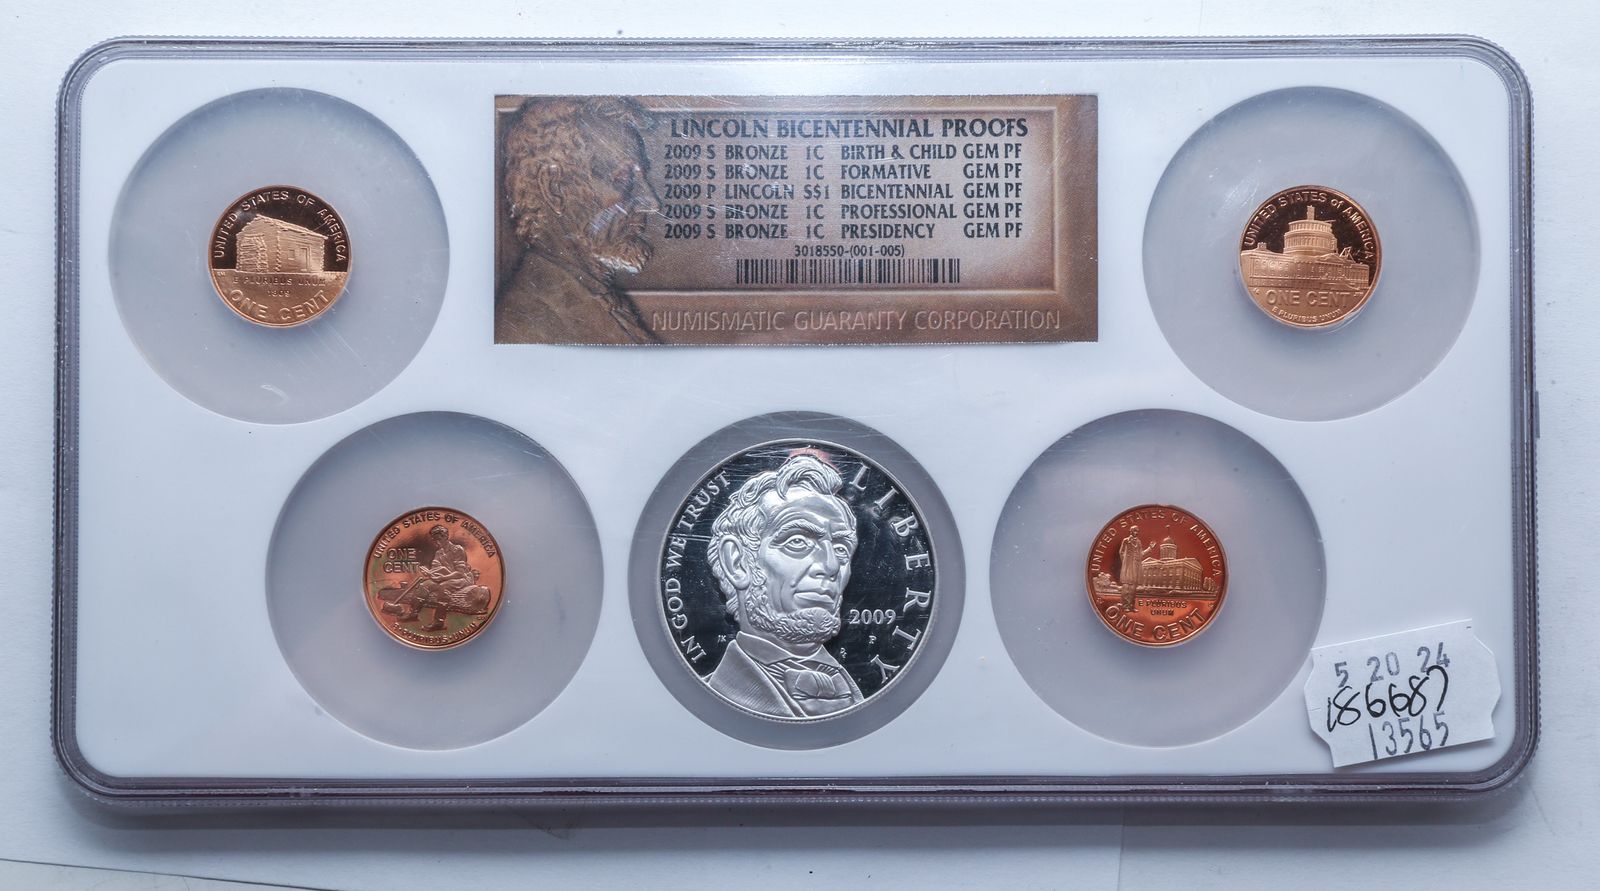 LINCOLN BICENTENNIAL PROOFS
2009 S BRONZE 1C BIRTH & CHILD GEM PF
2009 S BRONZE 1C FORMATIVE GEM PF
2009 P LINCOLN S$1 BICENTENNIAL GEM PF
2009 S BRONZE 1C PROFESSIONAL GEM PF
2009 S BRONZE 1C PRESIDENCY GEM PF
3018550-(001-005)
NUMISMATIC GUARANTY CORPORATION
UNITED STATES OF AMERICA
E PLURIBUS UNUM
1809
ONE CENT
UNITED STATES of AMERICA
ONE CENT
E PLURIBUS UNUM
UNITED STATES OF AMERICA
ONE
CENT
E PLURIBUS UNUM
IN GOD WE TRUST
LIBERTY
2009
P
UNITED STATES OF AMERICA
E PLURIBUS
UNUM
ONE CENT
5 20 24
186687
13565